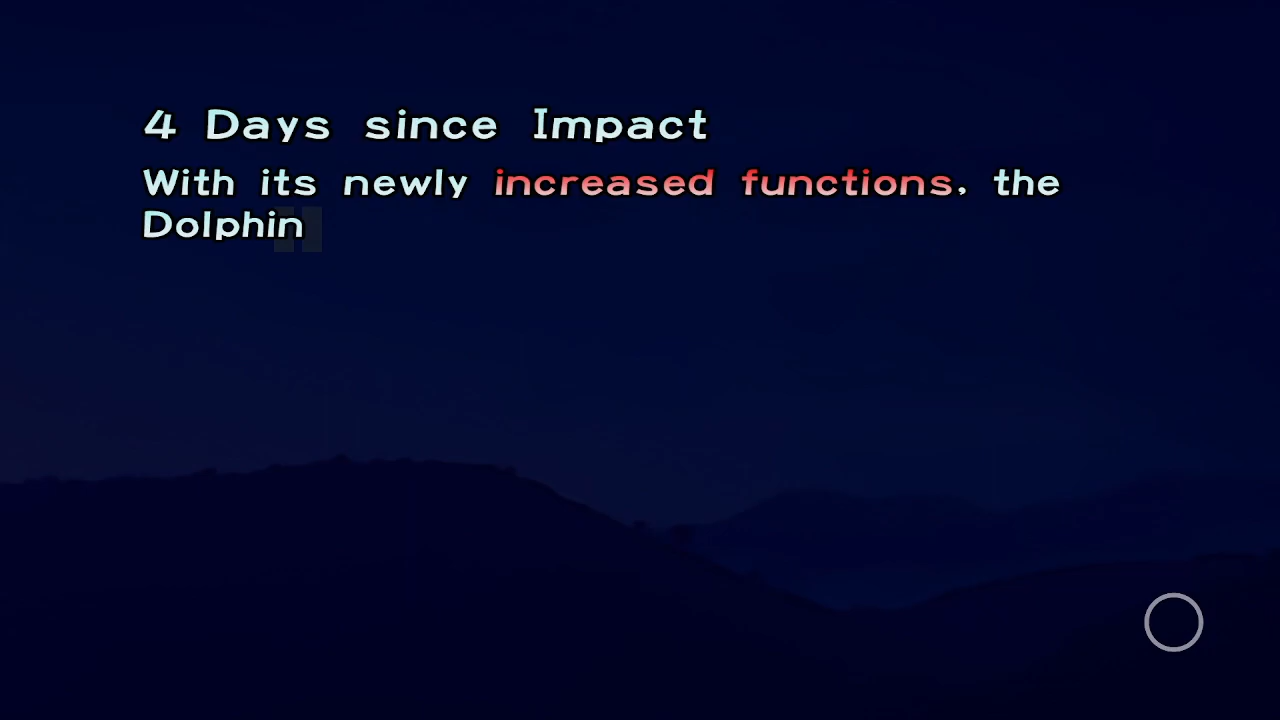 4 Days since Impact
With its newly increased functions, the
Dolphin